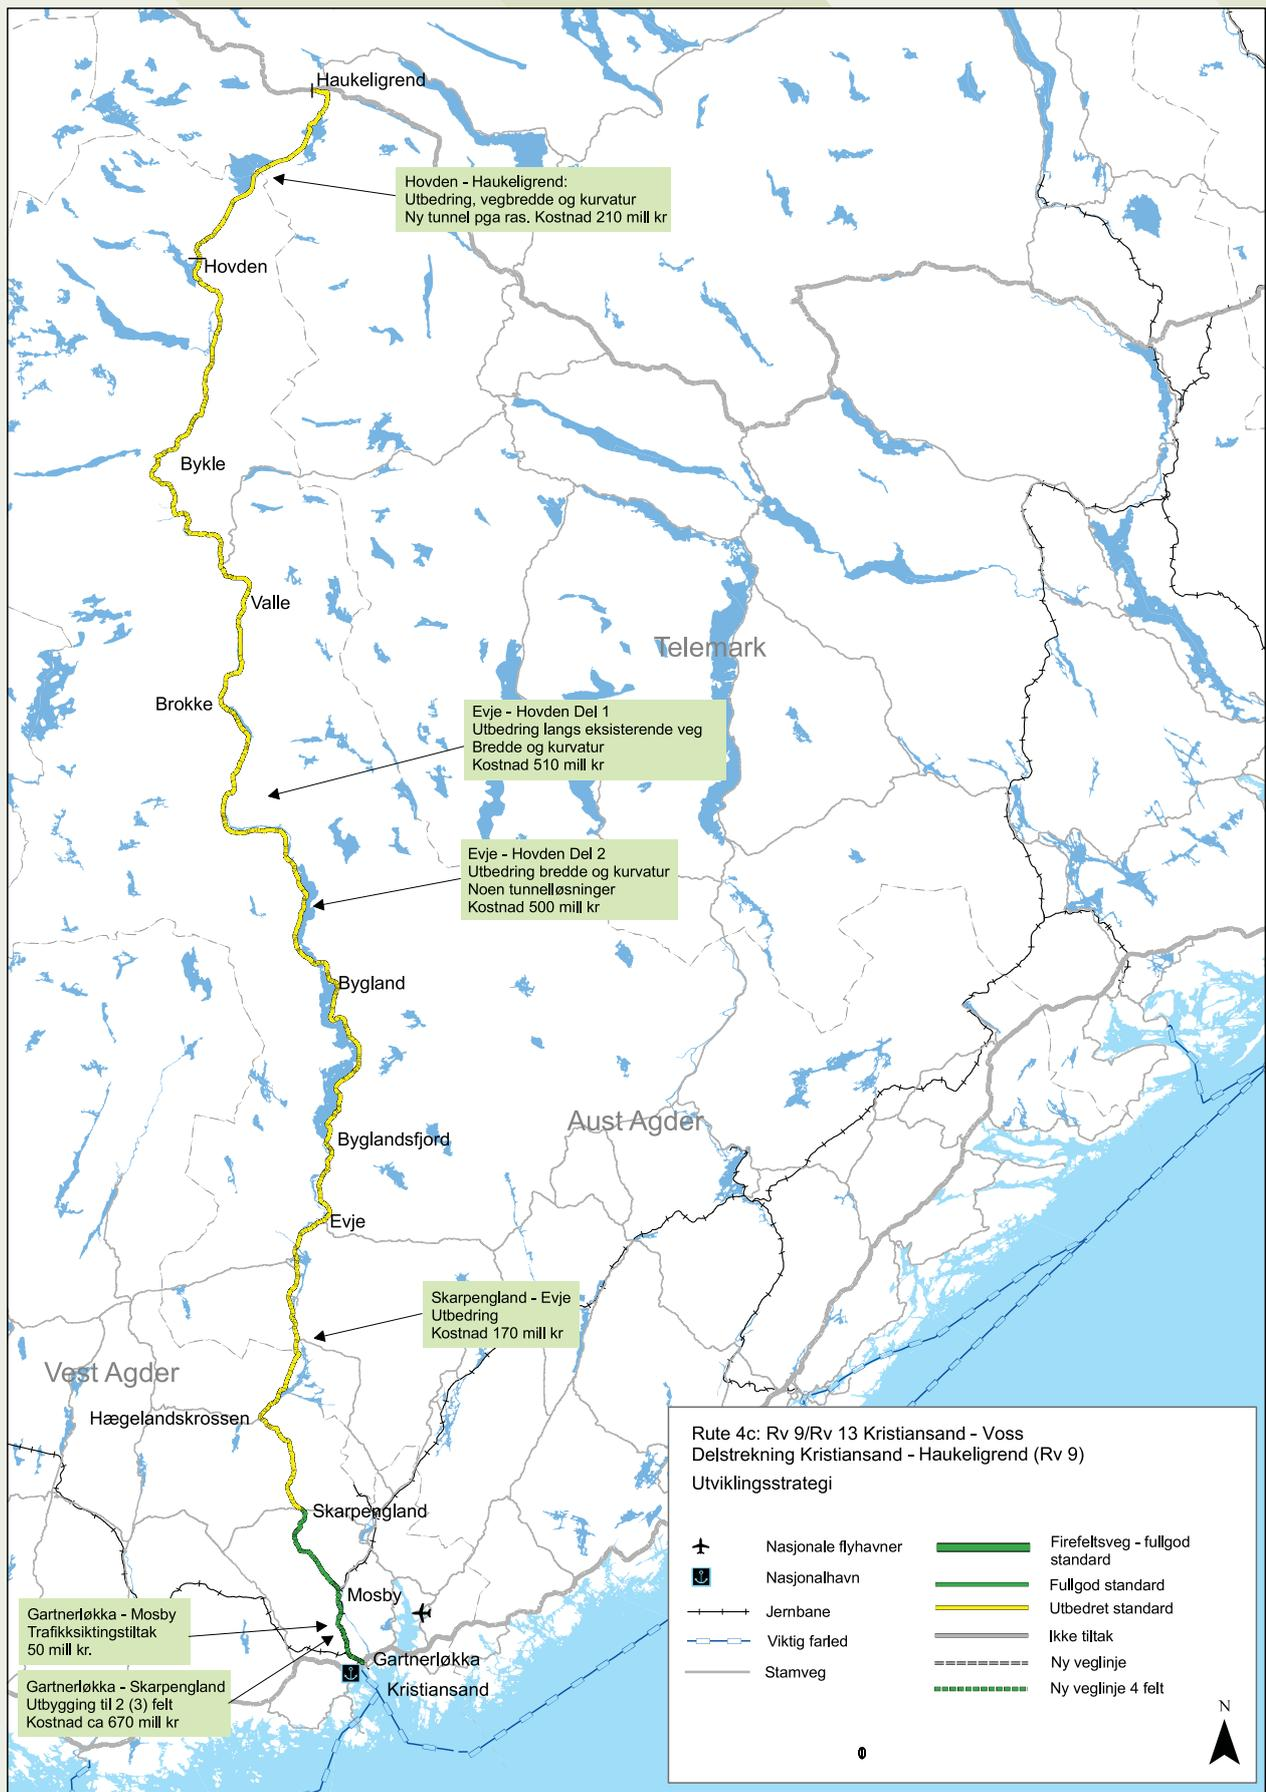 Haukeligrend
Hovden - Haukeligrend:
Utbedring, vegbredde og kurvatur
Ny tunnel pga ras. Kostnad 210 mill kr
Hovden
Bykle
Valle
Telemark
Brokke
Evje - Hovden Del 1
Utbedring langs eksisterende veg
Bredde og kurvatur
Kostnad 510 mill kr
Evje - Hovden Del 2
Utbedring bredde og kurvatur
Noen tunnelløsninger
Kostnad 500 mill kr
Bygland
Aust Agder
Byglandsfjord
Evje
Skarpengland - Evje
Utbedring
Kostnad 170 mill kr
Vest Agder
Hægelandskrossen
Skarpengland
Mosby
Gartnerløkka - Mosby
Trafikksiktingstiltak
50 mill kr.
Gartnerløkka
Kristiansand
Gartnerløkka - Skarpengland
Utbygging til 2 (3) felt
Kostnad ca 670 mill kr
Rute 4c: Rv 9/Rv 13 Kristiansand - Voss
Delstrekning Kristiansand - Haukeligrend (Rv 9)
Utviklingsstrategi
Nasjonale flyhavner
Nasjonalhavn
Jernbane
Viktig farled
Stamveg
Firefeltsveg - fullgod
standard
Fullgod standard
Utbedret standard
Ikke tiltak
Ny veglinje
Ny veglinje 4 felt
N